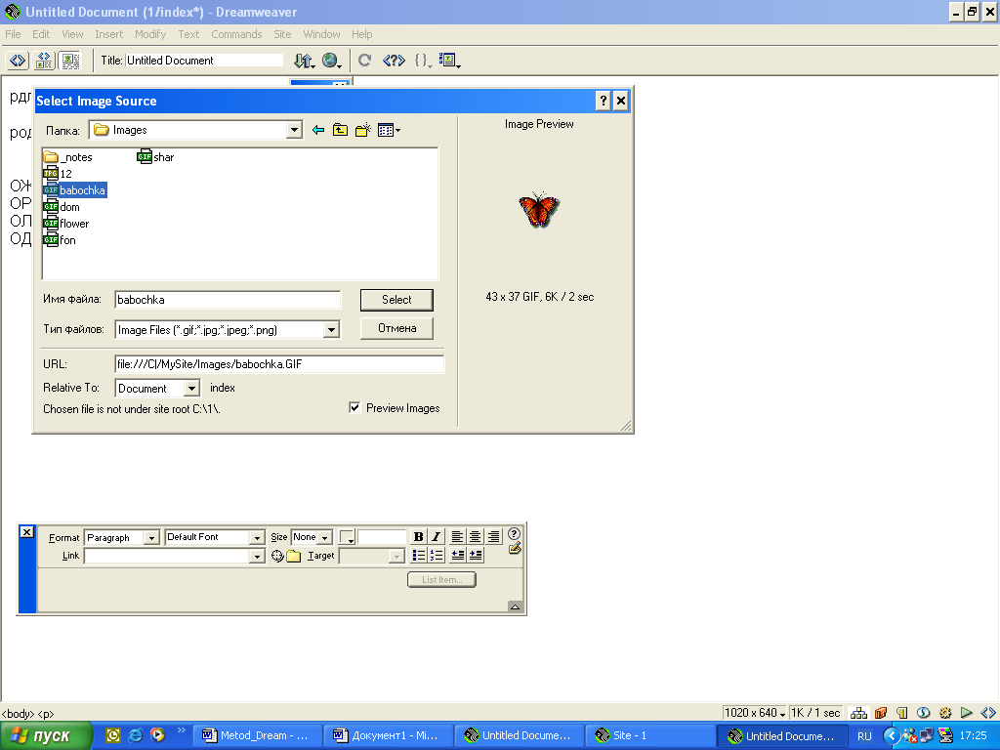 Untitled Document (1/index*) - Dreamweaver
File Edit View Insert Modify Text Commands Site Window Help
Title: Untitled Document
Select Image Source
Папка: Images
Image Preview
_notes shar
12
babochka
dom
flower
fon
ОЖ
ОР
ОЛ
ОД
Имя файла: babochka Select
43 x 37 GIF, 6K / 2 sec
Тип файлов: Image Files (*.gif;*.jpg;*.jpeg;*.png) Отмена
URL: file:///C|/MySite/Images/babochka.GIF
Relative To: Document index
Chosen file is not under site root C:\1\. Preview Images
Format Paragraph Default Font Size None B I
Link Target
List Item...
<body> <p> 1020 x 640 1K / 1 sec
пуск Metod_Dream - ... Документ1 - Mi... Untitled Docume... Site - 1 Untitled Docume... RU 17:25